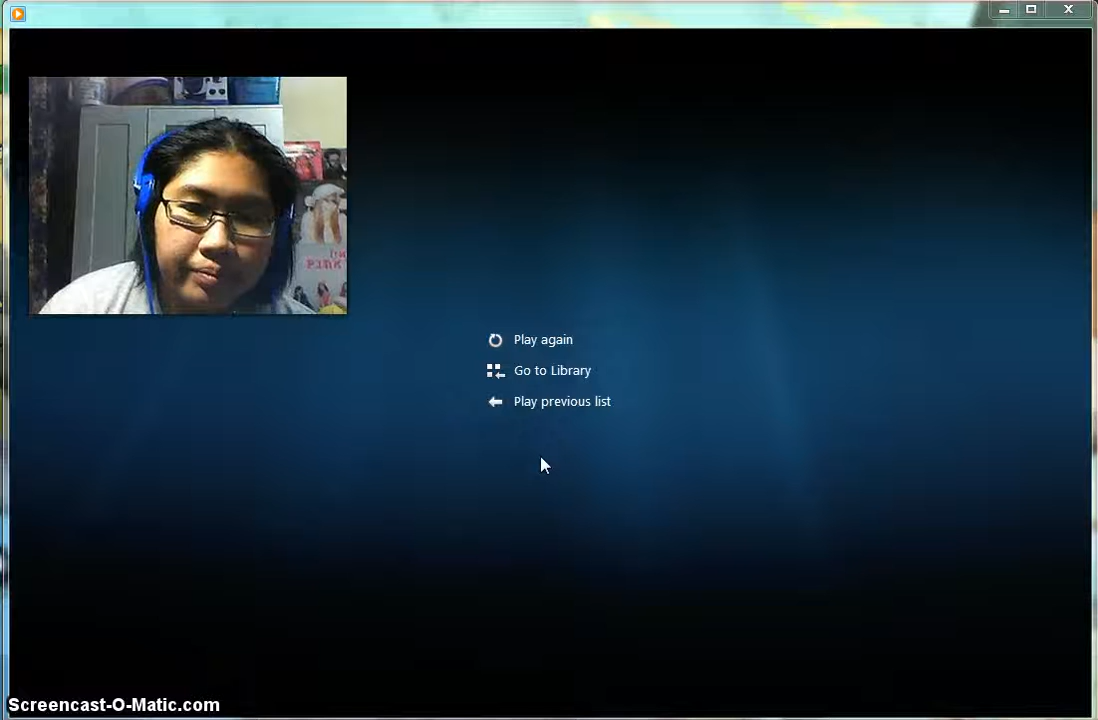 Play again
Go to Library
Play previous list
Screencast-O-Matic.com